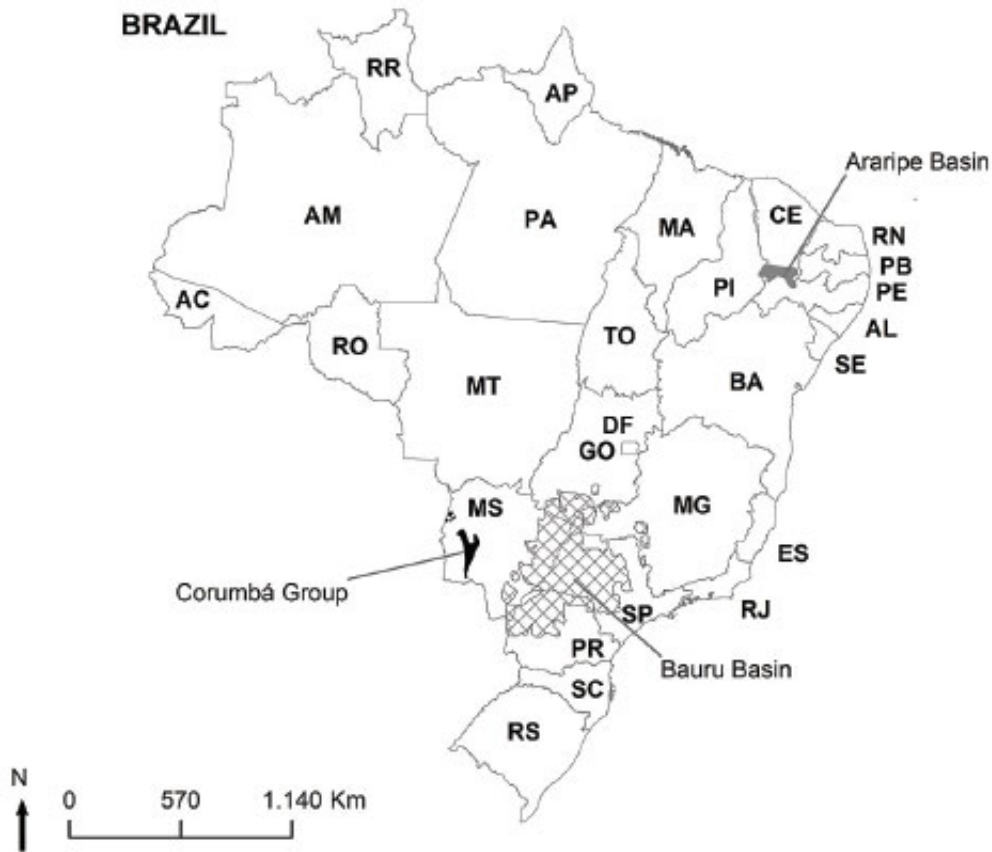 BRAZIL
RR
AP
Araripe Basin
AM
PA
MA
CE
RN
PB
PI
PE
AC
AL
RO
TO
SE
MT
BA
DF
GO
MS
MG
ES
Corumbá Group
SP
RJ
PR
Bauru Basin
SC
RS
N
0 570 1.140 Km